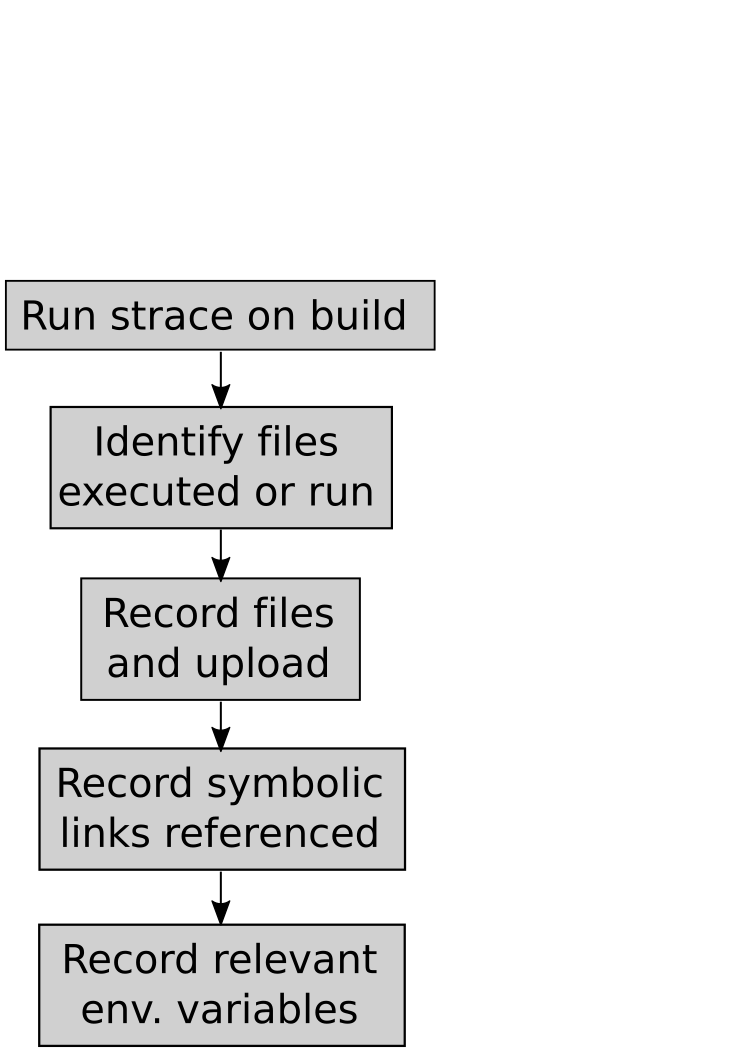 Run strace on build
Identify files
executed or run
Record files
and upload
Record symbolic
links referenced
Record relevant
env. variables